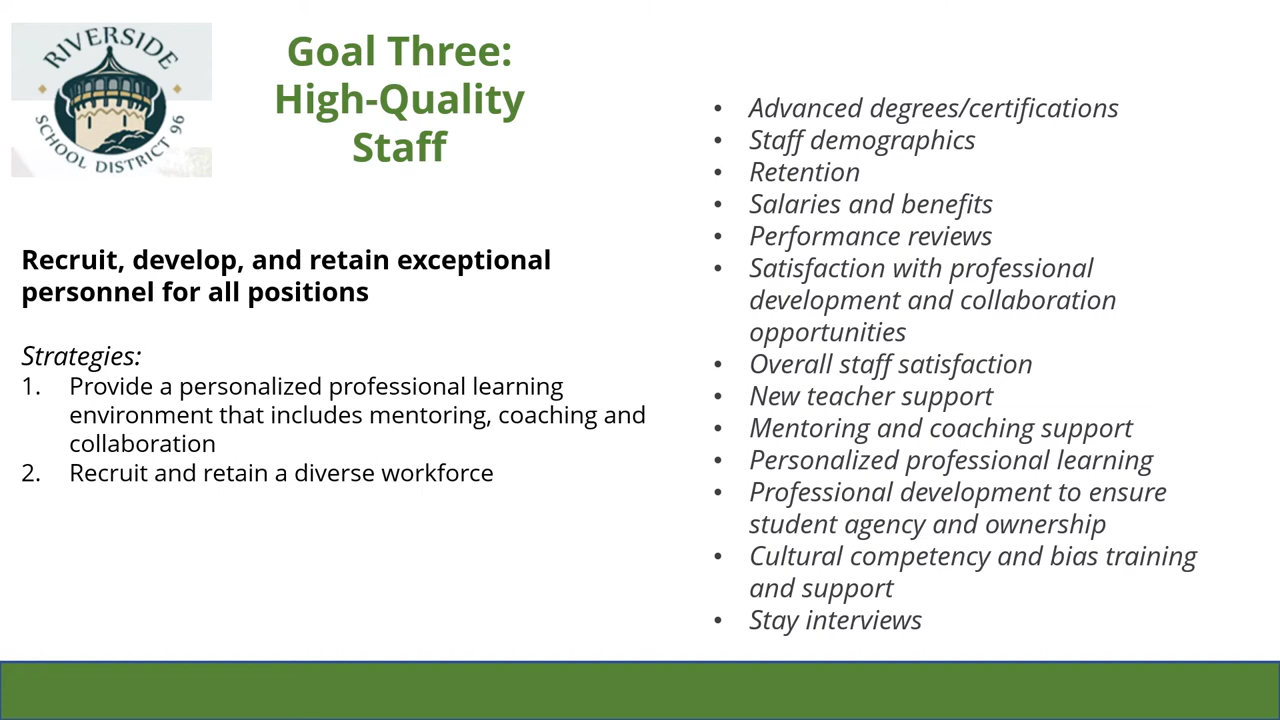 RIVERSIDE
SCHOOL DISTRICT 96
Goal Three:
High-Quality
Staff
Recruit, develop, and retain exceptional
personnel for all positions
Strategies:
1. Provide a personalized professional learning
environment that includes mentoring, coaching and
collaboration
2. Recruit and retain a diverse workforce
• Advanced degrees/certifications
• Staff demographics
• Retention
• Salaries and benefits
• Performance reviews
• Satisfaction with professional
development and collaboration
opportunities
• Overall staff satisfaction
• New teacher support
• Mentoring and coaching support
• Personalized professional learning
• Professional development to ensure
student agency and ownership
• Cultural competency and bias training
and support
• Stay interviews